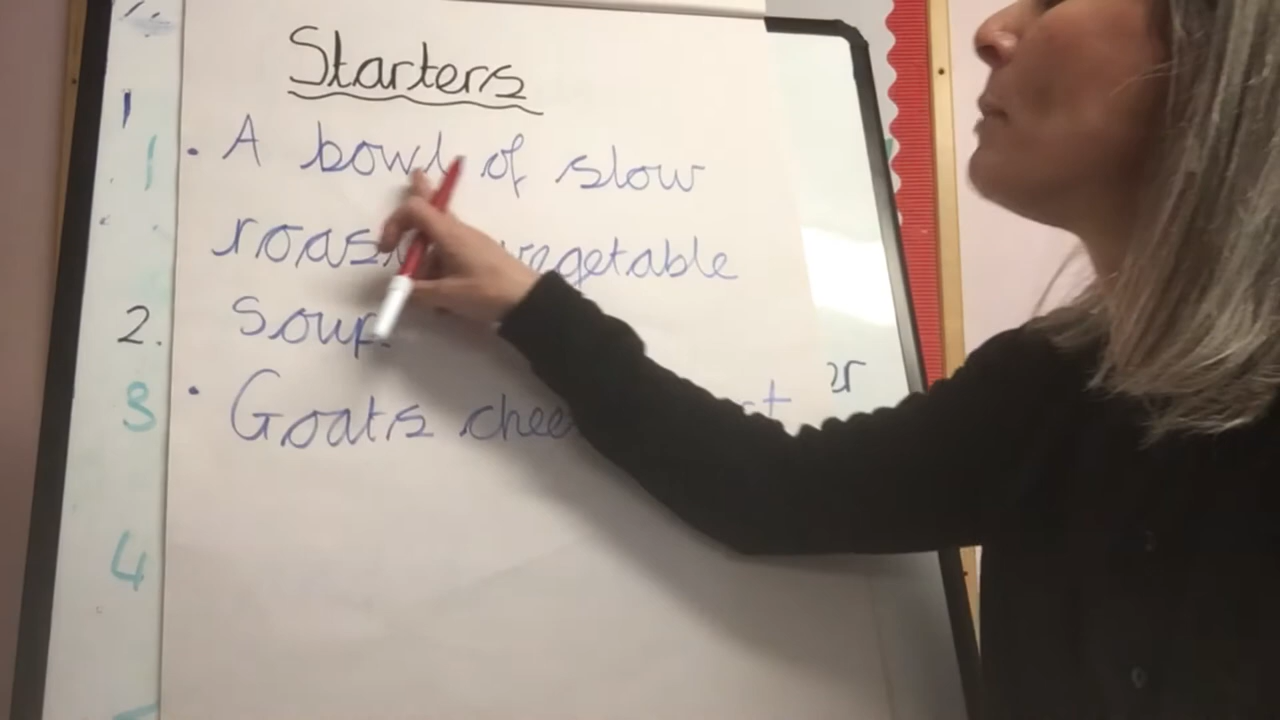 Starters
1
1 • A bowl of slow
vegetable
2. soup.
3 • Goats
4